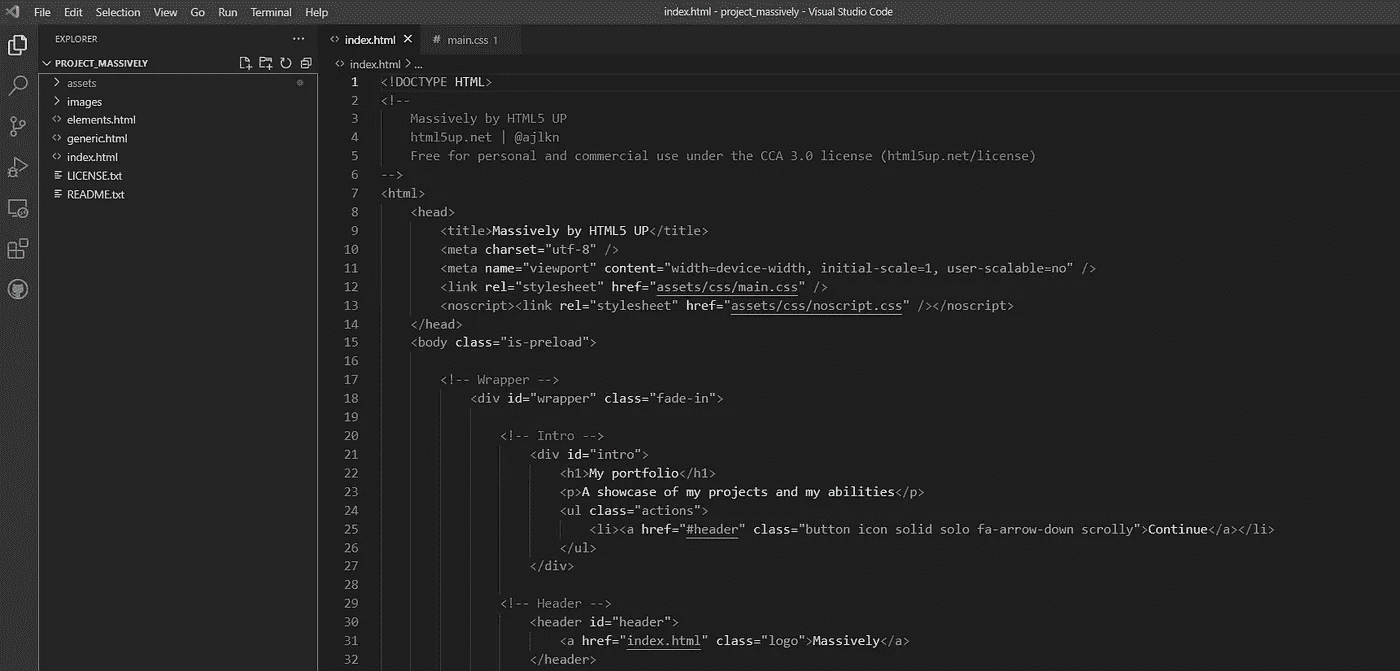 File Edit Selection View Go Run Terminal Help
index.html - project_massively - Visual Studio Code
EXPLORER
PROJECT_MASSIVELY
assets
images
elements.html
generic.html
index.html
LICENSE.txt
README.txt
index.html
# main.css 1
index.html > ...
1 <!DOCTYPE HTML>
2 <!--
3 Massively by HTML5 UP
4 html5up.net | @ajlkn
5 Free for personal and commercial use under the CCA 3.0 license (html5up.net/license)
6 -->
7 <html>
8 <head>
9 <title>Massively by HTML5 UP</title>
10 <meta charset="utf-8" />
11 <meta name="viewport" content="width=device-width, initial-scale=1, user-scalable=no" />
12 <link rel="stylesheet" href="assets/css/main.css" />
13 <noscript><link rel="stylesheet" href="assets/css/noscript.css" /></noscript>
14 </head>
15 <body class="is-preload">
16
17 <!-- Wrapper -->
18 <div id="wrapper" class="fade-in">
19
20 <!-- Intro -->
21 <div id="intro">
22 <h1>My portfolio</h1>
23 <p>A showcase of my projects and my abilities</p>
24 <ul class="actions">
25 <li><a href="#header" class="button icon solid solo fa-arrow-down scrolly">Continue</a></li>
26 </ul>
27 </div>
28
29 <!-- Header -->
30 <header id="header">
31 <a href="index.html" class="logo">Massively</a>
32 </header>